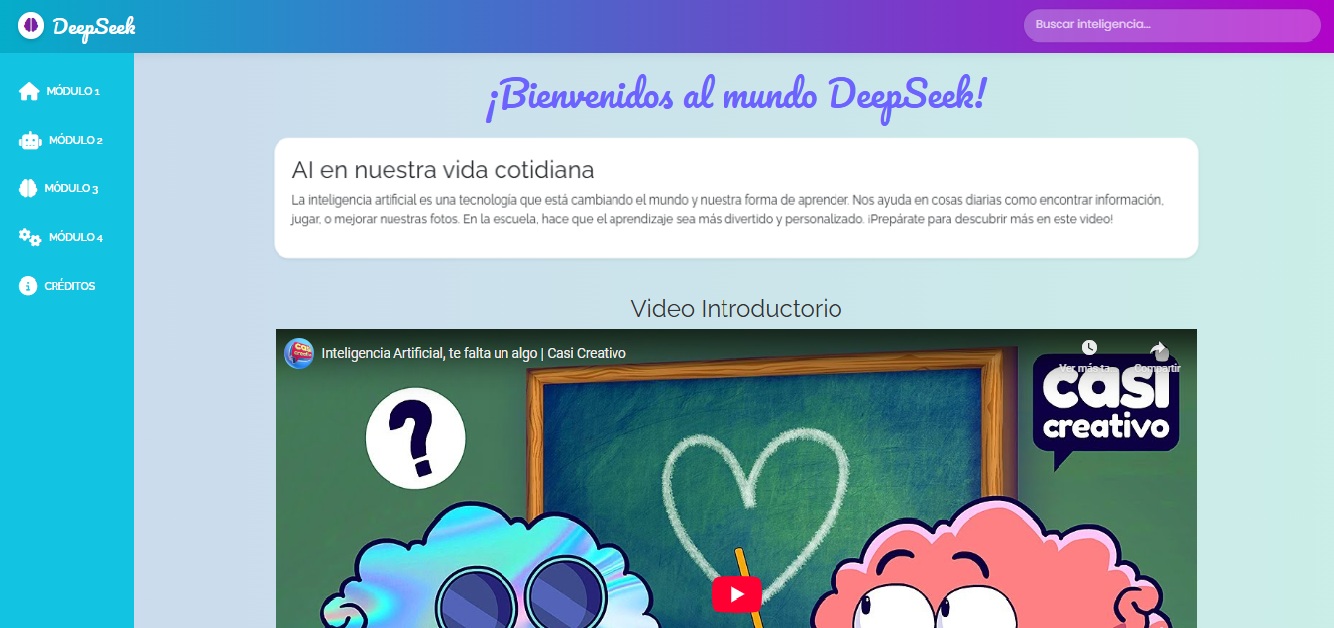 DeepSeek
Buscar inteligencia...
MÓDULO 1
MÓDULO 2
MÓDULO 3
MÓDULO 4
CRÉDITOS
¡Bienvenidos al mundo DeepSeek!
AI en nuestra vida cotidiana
La inteligencia artificial es una tecnología que está cambiando el mundo y nuestra forma de aprender. Nos ayuda en cosas diarias como encontrar información,
jugar, o mejorar nuestras fotos. En la escuela, hace que el aprendizaje sea más divertido y personalizado. ¡Prepárate para descubrir más en este video!
Video Introductorio
Inteligencia Artificial, te falta un algo | Casi Creativo
Ver más ta...
Compartir
?
casi
creativo